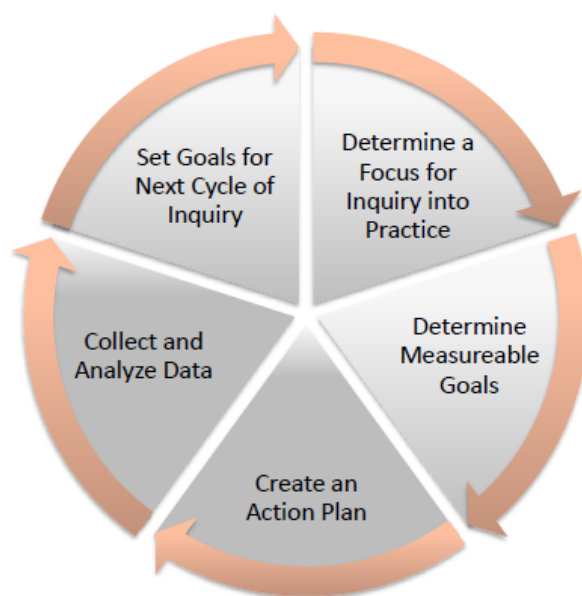 Determine a
Focus for
Inquiry into
Practice
Determine
Measureable
Goals
Create an
Action Plan
Collect and
Analyze Data
Set Goals for
Next Cycle of
Inquiry